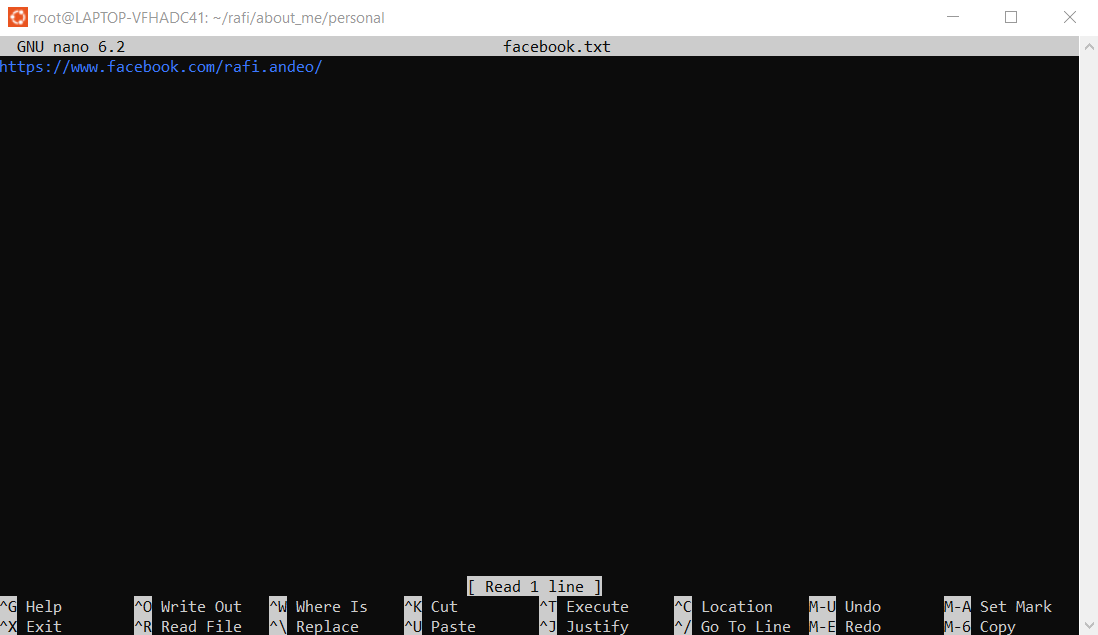 root@LAPTOP-VFHADC41: ~/rafi/about_me/personal
GNU nano 6.2 facebook.txt
https://www.facebook.com/rafi.andeo/
[ Read 1 line ]
^G Help ^O Write Out ^W Where Is ^K Cut ^T Execute ^C Location M-U Undo M-A Set Mark
^X Exit ^R Read File ^\ Replace ^U Paste ^J Justify ^/ Go To Line M-E Redo M-6 Copy